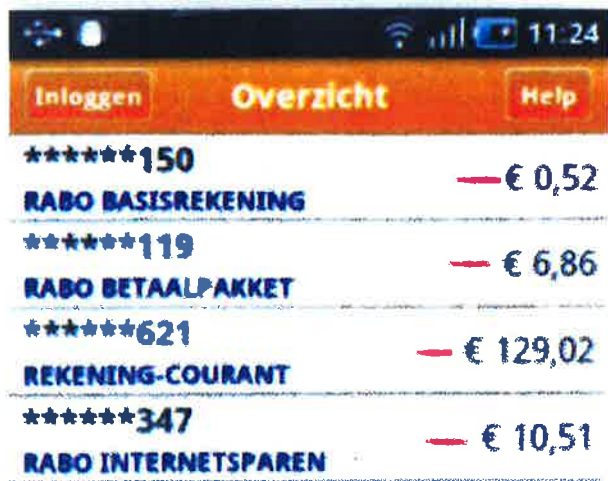 11:24
Inloggen Overzicht Help
******150
— € 0,52
RABO BASISREKENING
******119
— € 6,86
RABO BETAALPAKKET
******621
— € 129,02
REKENING-COURANT
******347
— € 10,51
RABO INTERNETSPAREN